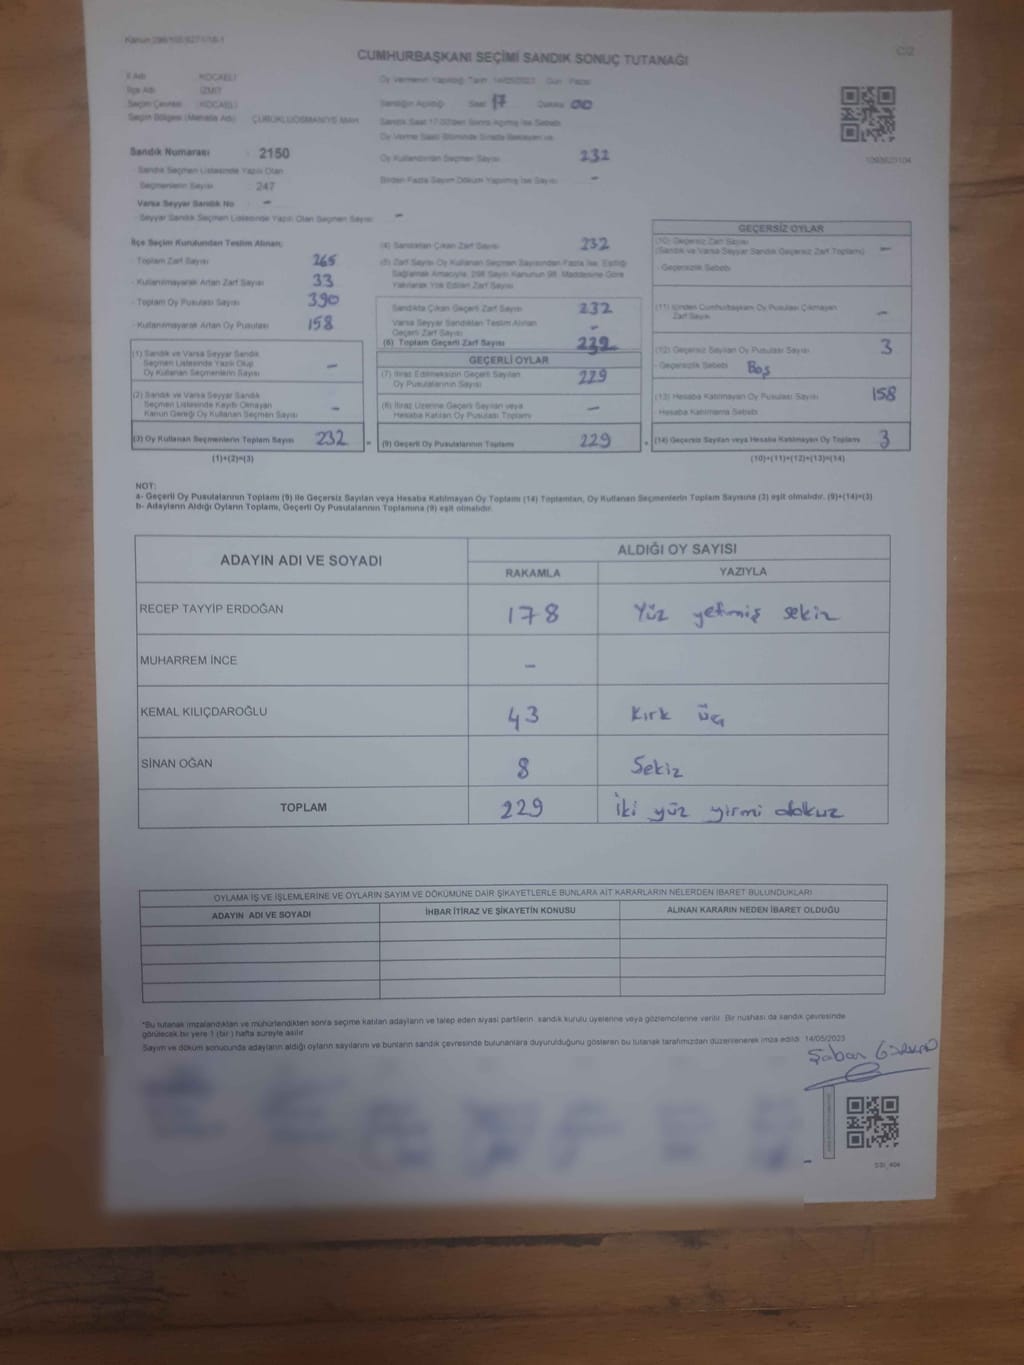 CUMHURBAŞKANI SEÇİMİ SANDIK SONUÇ TUTANAĞI
C/2
İl Adı KOCAELİ
İlçe Adı İZMİT
Seçim Çevresi (KOCAELİ)
Seçim Bölgesi (Mahalle Adı) ÇUBUKLUOSMANİYE MAH.
Oy Vermenin Yapıldığı Tarih 14/05/2023 Gün Pazar
Sandığın Açıldığı Saat 17 Dakika 00
Sandık Saat 17:00'den Sonra Açılmış İse Sebebi
Oy Verme Saati Bitiminde Sırada Bekleyen ve
Sandık Numarası 2150
Oy Kullandırılan Seçmen Sayısı 232
Sandık Seçmen Listesinde Yazılı Olan
Seçmenlerin Sayısı 247
Birden Fazla Sayım Döküm Yapılmış İse Sayısı -
Varsa Seyyar Sandık No -
Seyyar Sandık Seçmen Listesinde Yazılı Olan Seçmen Sayısı -
İlçe Seçim Kurulundan Teslim Alınan;
Toplam Zarf Sayısı 265
Kullanılmayarak Artan Zarf Sayısı 33
Toplam Oy Pusulası Sayısı 390
Kullanılmayarak Artan Oy Pusulası 158
(1) Sandık ve Varsa Seyyar Sandık
Seçmen Listesinde Yazılı Olup
Oy Kullanan Seçmenlerin Sayısı -
(2) Sandık ve Varsa Seyyar Sandık
Seçmen Listesinde Kayıtlı Olmayan
Kanun Gereği Oy Kullanan Seçmen Sayısı -
(3) Oy Kullanan Seçmenlerin Toplam Sayısı 232
(1)+(2)=(3)
(4) Sandıktan Çıkan Zarf Sayısı 232
(5) Zarf Sayısı Oy Kullanan Seçmen Sayısından Fazla İse, Eşitliği
Sağlamak Amacıyla, 298 Sayılı Kanunun 98. Maddesine Göre
Yakılarak Yok Edilen Zarf Sayısı
Sandıkta Çıkan Geçerli Zarf Sayısı 232
Varsa Seyyar Sandıktan Teslim Alınan
Geçerli Zarf Sayısı -
(6) Toplam Geçerli Zarf Sayısı 232
GEÇERLİ OYLAR
(7) İtiraz Edilmeksizin Geçerli Sayılan
Oy Pusulalarının Sayısı 229
(8) İtiraz Üzerine Geçerli Sayılan veya
Hesaba Katılan Oy Pusulası Toplamı -
(9) Geçerli Oy Pusulalarının Toplamı 229
GEÇERSİZ OYLAR
(10) Geçersiz Zarf Sayısı
(Sandık ve Varsa Seyyar Sandık Geçersiz Zarf Toplamı) -
Geçersizlik Sebebi
(11) İçinden Cumhurbaşkanı Oy Pusulası Çıkmayan
Zarf Sayısı -
(12) Geçersiz Sayılan Oy Pusulası Sayısı 3
Geçersizlik Sebebi Boş
(13) Hesaba Katılmayan Oy Pusulası Sayısı 158
Hesaba Katılmama Sebebi
(14) Geçersiz Sayılan veya Hesaba Katılmayan Oy Toplamı 3
(10)+(11)+(12)+(13)=(14)
NOT:
a- Geçerli Oy Pusulalarının Toplamı (9) ile Geçersiz Sayılan veya Hesaba Katılmayan Oy Toplamı (14) Toplamları, Oy Kullanan Seçmenlerin Toplam Sayısına (3) eşit olmalıdır. (9)+(14)=(3)
b- Adayların Aldığı Oyların Toplamı, Geçerli Oy Pusulalarının Toplamına (9) eşit olmalıdır.
ADAYIN ADI VE SOYADI ALDIĞI OY SAYISI
RAKAMLA YAZIYLA
RECEP TAYYİP ERDOĞAN 178 Yüz yetmiş sekiz
MUHARREM İNCE -
KEMAL KILIÇDAROĞLU 43 Kırk üç
SİNAN OĞAN 8 Sekiz
TOPLAM 229 İki yüz yirmi dokuz
OYLAMA İŞ VE İŞLEMLERİNE VE OYLARIN SAYIM VE DÖKÜMÜNE DAİR ŞİKAYETLERLE BUNLARA AİT KARARLARIN NELERDEN İBARET BULUNDUKLARI
ADAYIN ADI VE SOYADI İHBAR İTİRAZ VE ŞİKAYETİN KONUSU ALINAN KARARIN NEDEN İBARET OLDUĞU
*Bu tutanak imzalandıktan ve mühürlendikten sonra seçime katılan adayların ve talep eden siyasi partilerin sandık kurulu üyelerine veya gözlemcilerine verilir. Bir nüshası da sandık çevresinde
görülecek bir yere 1 (bir) hafta süreyle asılır.
Sayım ve döküm sonucunda adayların aldığı oyların sayılarını ve bunların sandık çevresinde bulunanlara duyurulduğunu gösteren bu tutanak tarafımızdan düzenlenerek imza edildi. 14/05/2023
Şaban